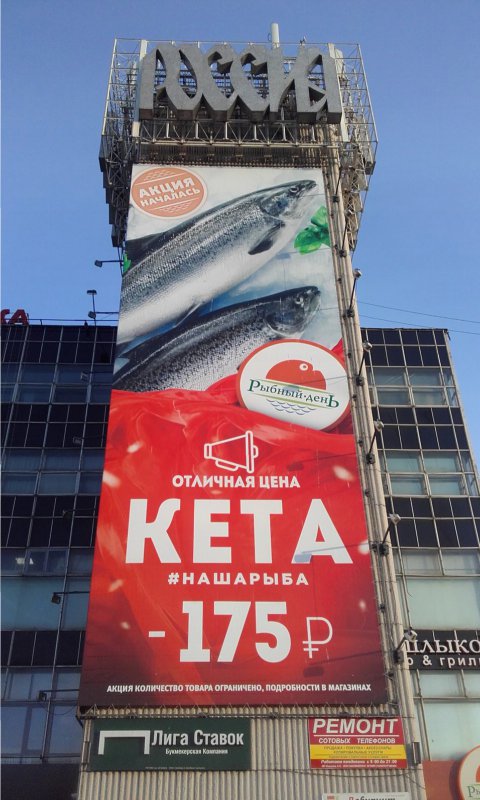 РОССИЯ
АКЦИЯ
НАЧАЛАСЬ
Рыбный·день
ОТЛИЧНАЯ ЦЕНА
КЕТА
#НАШАРЫБА
-175 ₽
АКЦИЯ КОЛИЧЕСТВО ТОВАРА ОГРАНИЧЕНО, ПОДРОБНОСТИ В МАГАЗИНАХ
Лига Ставок
Букмекерская Компания
РЕМОНТ
СОТОВЫХ ТЕЛЕФОНОВ